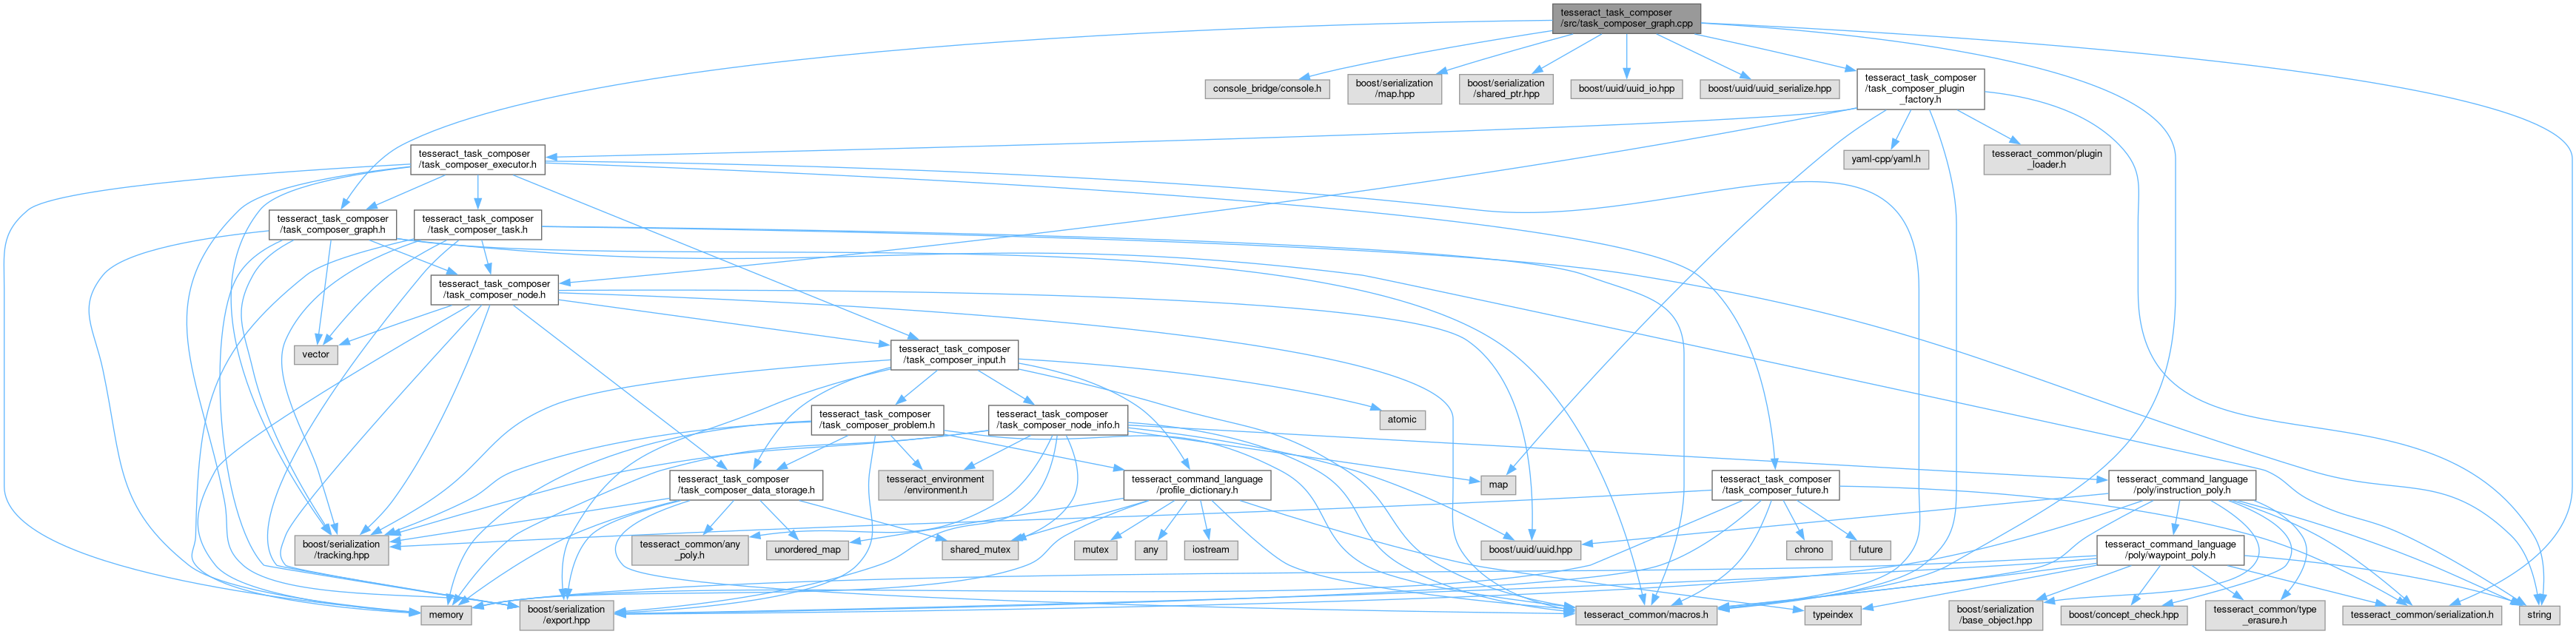 tesseract_task_composer
/src/task_composer_graph.cpp
console_bridge/console.h
boost/serialization
/map.hpp
boost/serialization
/shared_ptr.hpp
boost/uuid/uuid_io.hpp
boost/uuid/uuid_serialize.hpp
tesseract_task_composer
/task_composer_plugin
_factory.h
tesseract_task_composer
/task_composer_executor.h
yaml-cpp/yaml.h
tesseract_common/plugin
_loader.h
tesseract_task_composer
/task_composer_graph.h
tesseract_task_composer
/task_composer_task.h
tesseract_task_composer
/task_composer_node.h
vector
tesseract_task_composer
/task_composer_input.h
tesseract_task_composer
/task_composer_problem.h
tesseract_task_composer
/task_composer_node_info.h
atomic
tesseract_task_composer
/task_composer_data_storage.h
tesseract_environment
/environment.h
tesseract_command_language
/profile_dictionary.h
map
tesseract_task_composer
/task_composer_future.h
tesseract_command_language
/poly/instruction_poly.h
boost/serialization
/tracking.hpp
tesseract_common/any
_poly.h
unordered_map
shared_mutex
mutex
any
iostream
boost/uuid/uuid.hpp
chrono
future
tesseract_command_language
/poly/waypoint_poly.h
memory
boost/serialization
/export.hpp
tesseract_common/macros.h
typeindex
boost/serialization
/base_object.hpp
boost/concept_check.hpp
tesseract_common/type
_erasure.h
tesseract_common/serialization.h
string